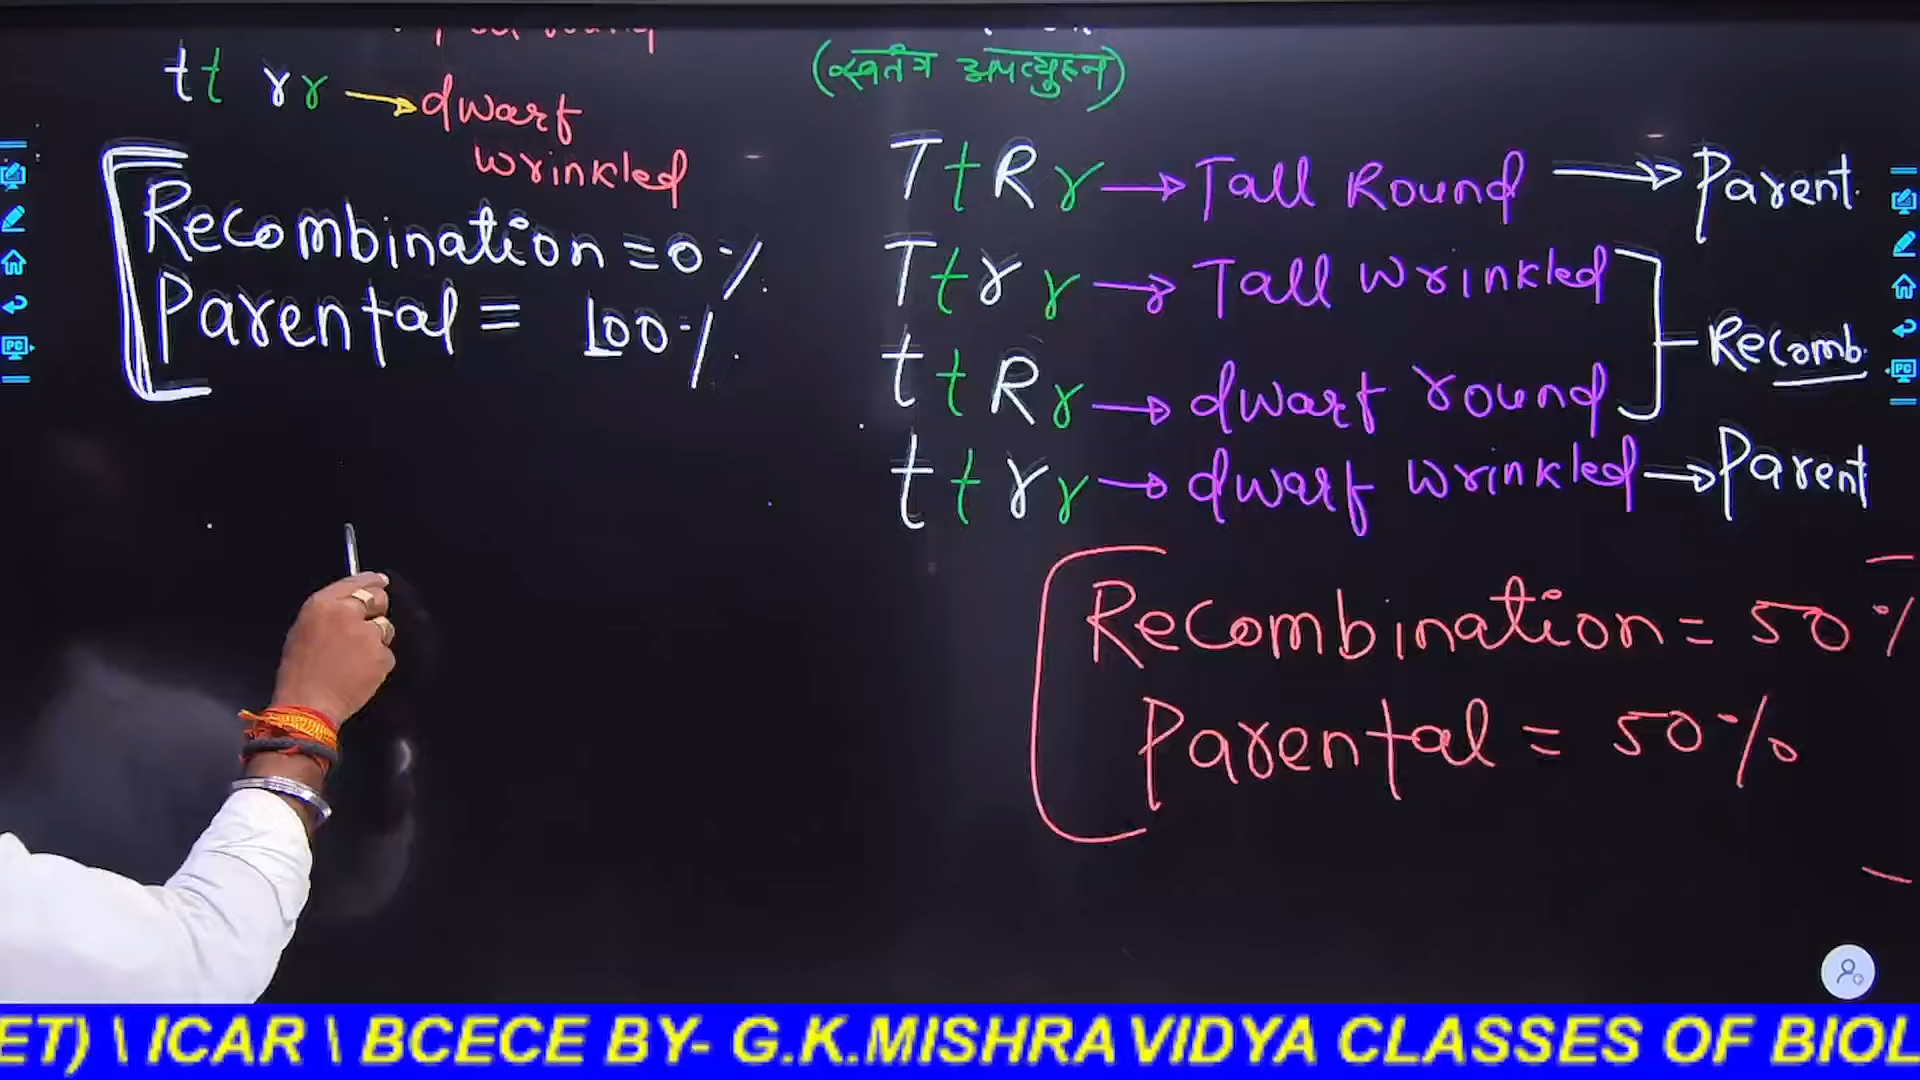 tt rr → dwarf
wrinkled
Recombination = 0%
Parental = 100%
(स्वतंत्र अपव्यूहन)
TtRr → Tall Round → Parent
Ttrr → Tall wrinkled
Recomb.
ttRr → dwarf round
ttrr → dwarf wrinkled → Parent
Recombination = 50%
Parental = 50%
ET) \ ICAR \ BCECE BY- G.K.MISHRA VIDYA CLASSES OF BIOL